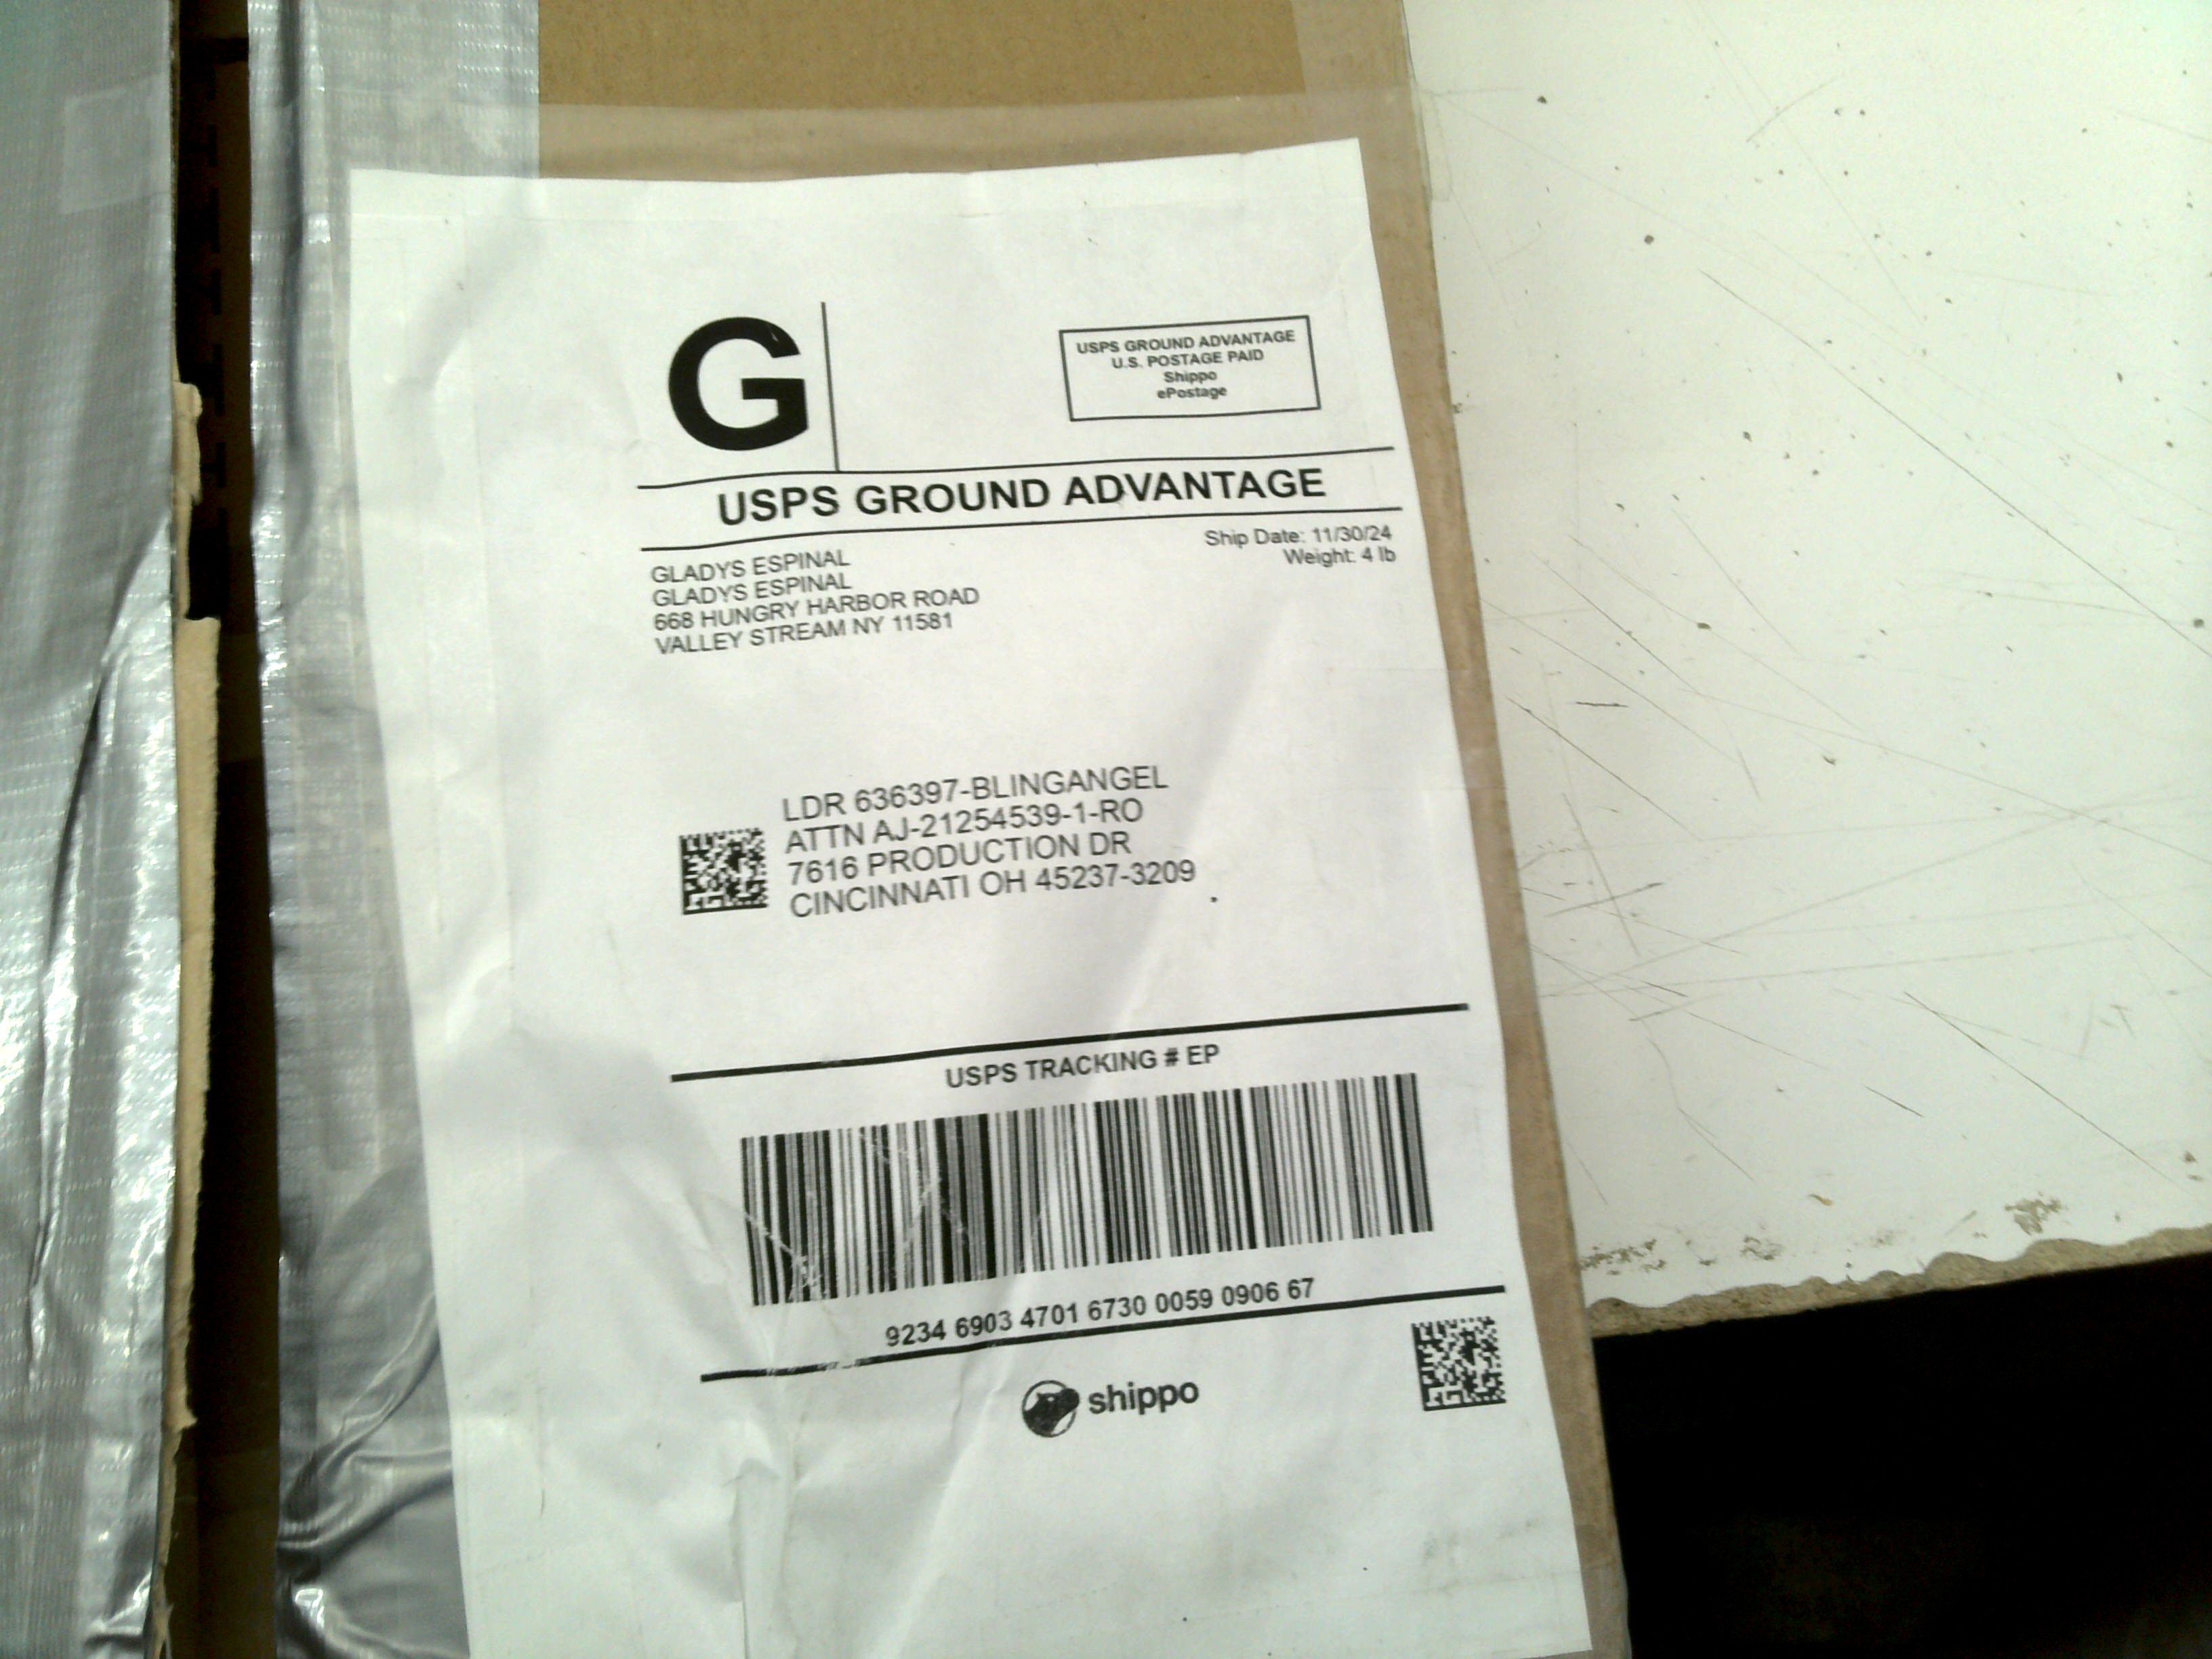 G
USPS GROUND ADVANTAGE
U.S. POSTAGE PAID
Shippo
ePostage
USPS GROUND ADVANTAGE
Ship Date: 11/30/24
Weight: 4 lb
GLADYS ESPINAL
GLADYS ESPINAL
668 HUNGRY HARBOR ROAD
VALLEY STREAM NY 11581
LDR 636397-BLINGANGEL
ATTN AJ-21254539-1-RO
7616 PRODUCTION DR
CINCINNATI OH 45237-3209
USPS TRACKING # EP
9234 6903 4701 6730 0059 0906 67
shippo